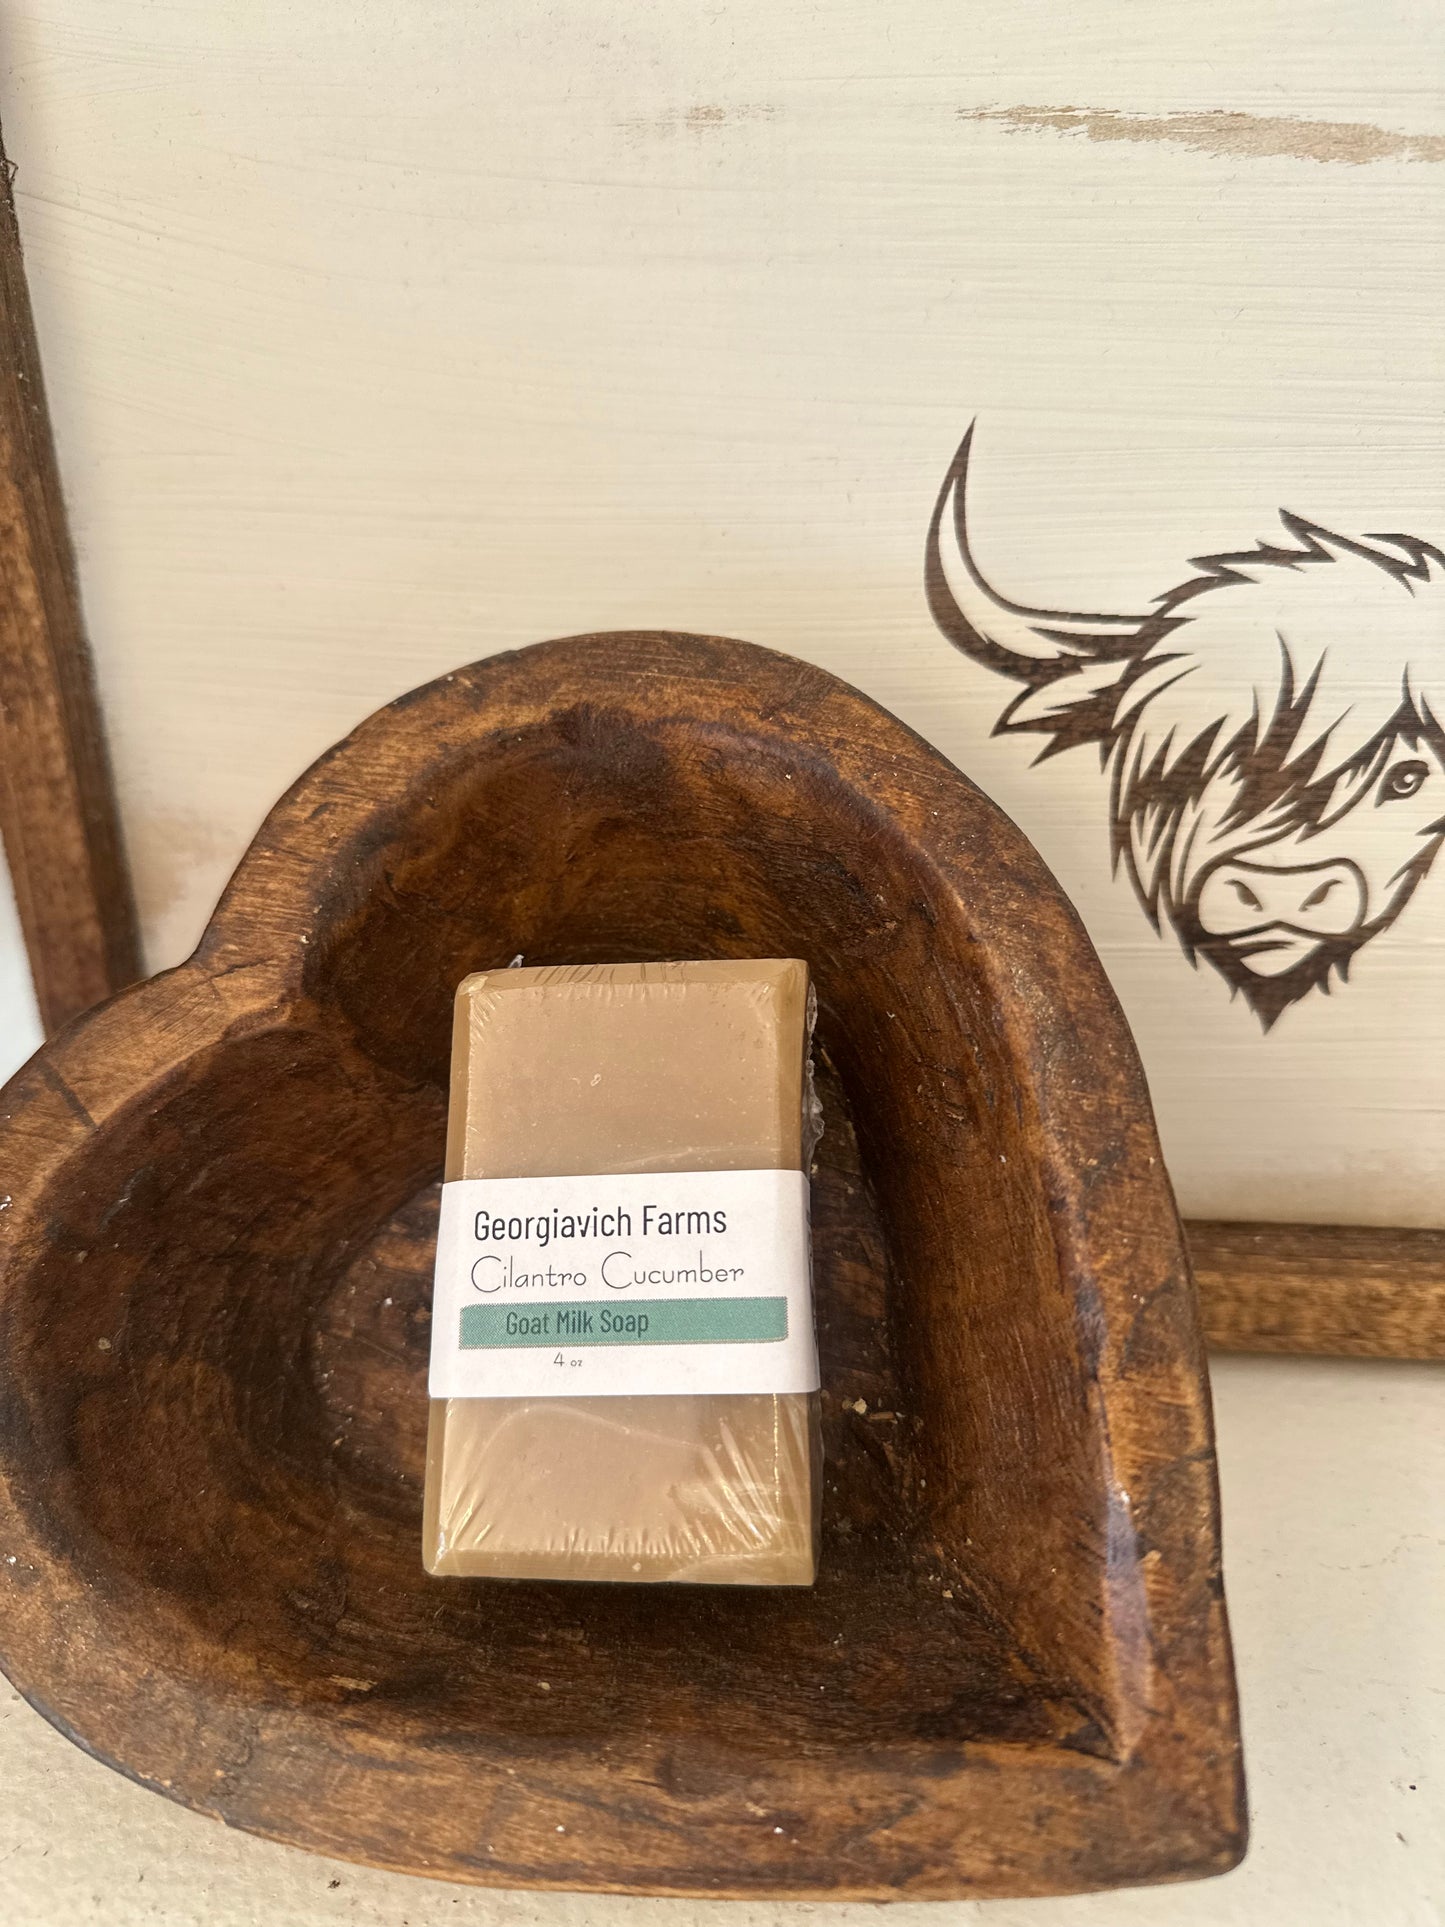 Georgiavich Farms
Cilantro Cucumber
Goat Milk Soap
4 oz